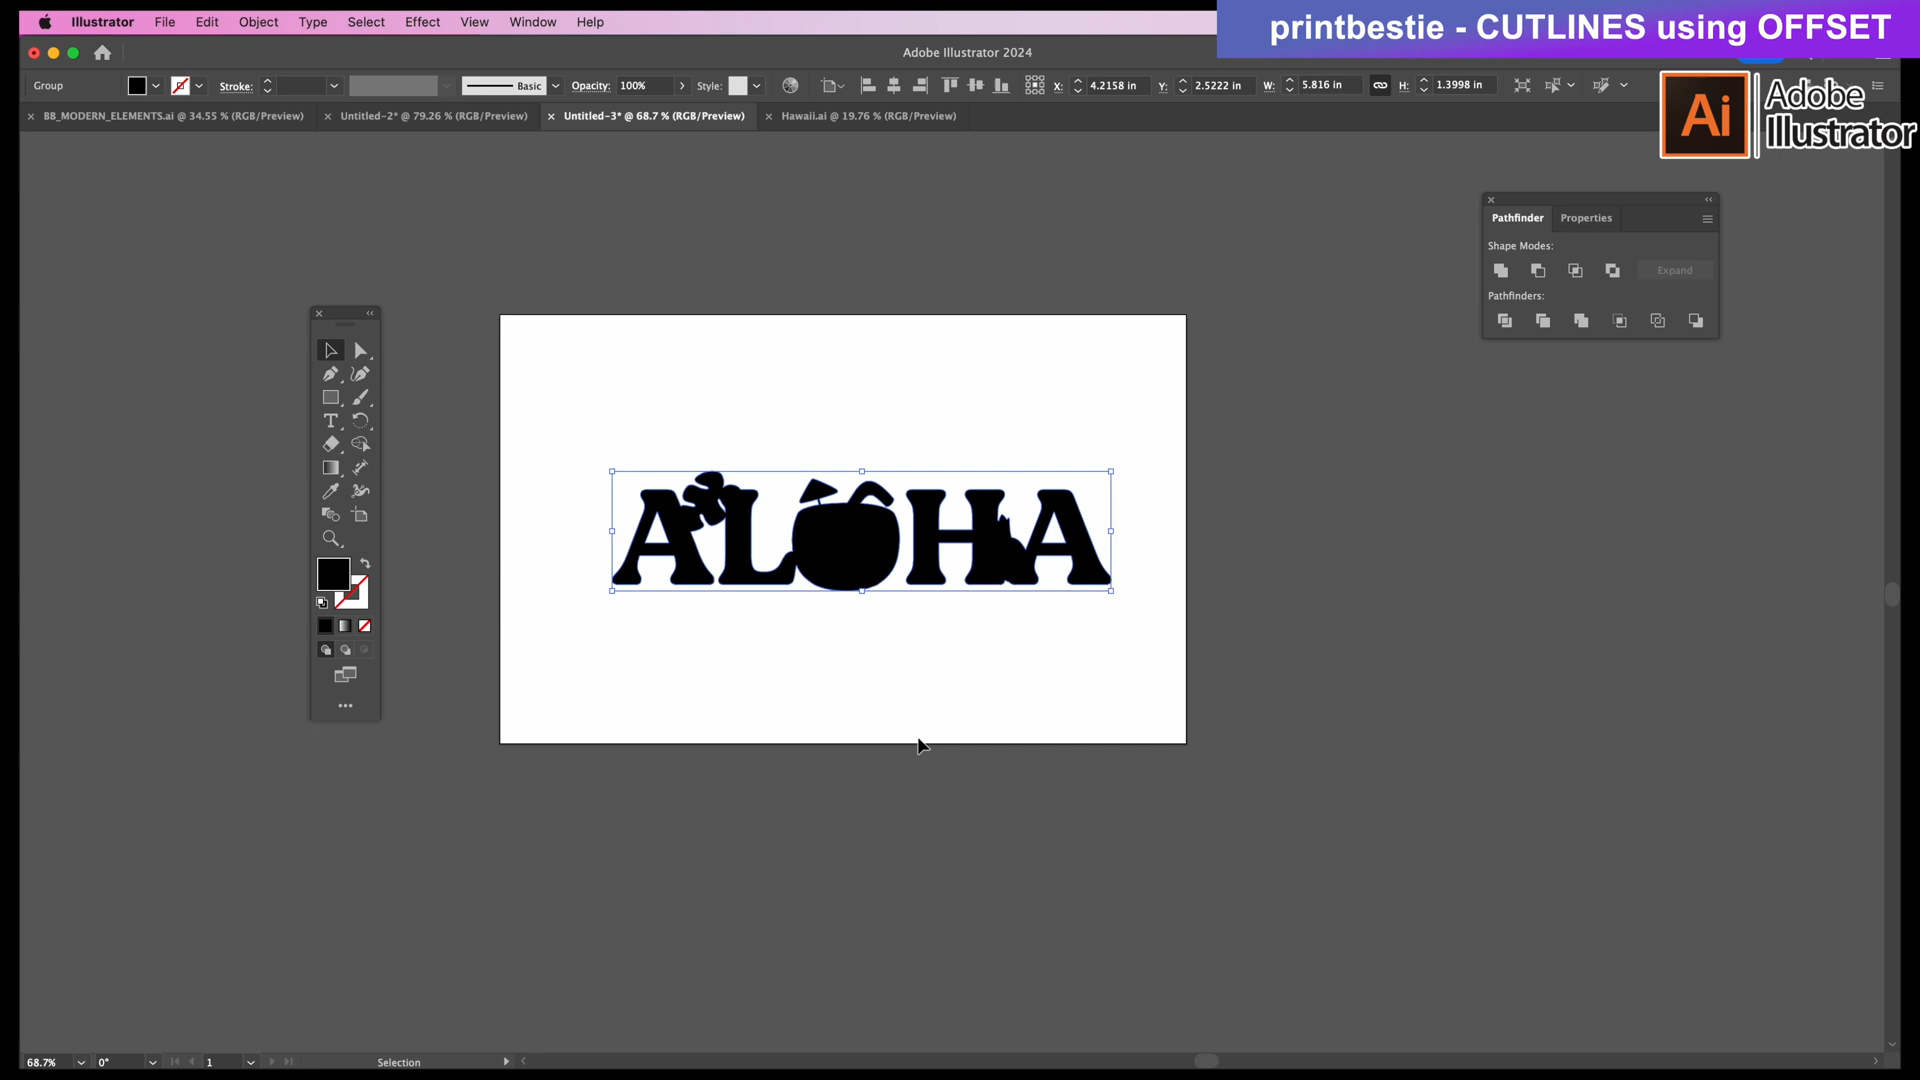 Illustrator File Edit Object Type Select Effect View Window Help
printbestie - CUTLINES using OFFSET
Adobe Illustrator 2024
Group Stroke: Basic Opacity: 100% Style: X: 4.2158 in Y: 2.5222 in W: 5.816 in H: 1.3998 in
Ai Adobe
Illustrator
BB_MODERN_ELEMENTS.ai @ 34.55 % (RGB/Preview) Untitled-2* @ 79.26 % (RGB/Preview) Untitled-3* @ 68.7 % (RGB/Preview) Hawaii.ai @ 19.76 % (RGB/Preview)
Pathfinder Properties
Shape Modes:
Expand
Pathfinders:
ALOHA
68.7% 0° 1 Selection